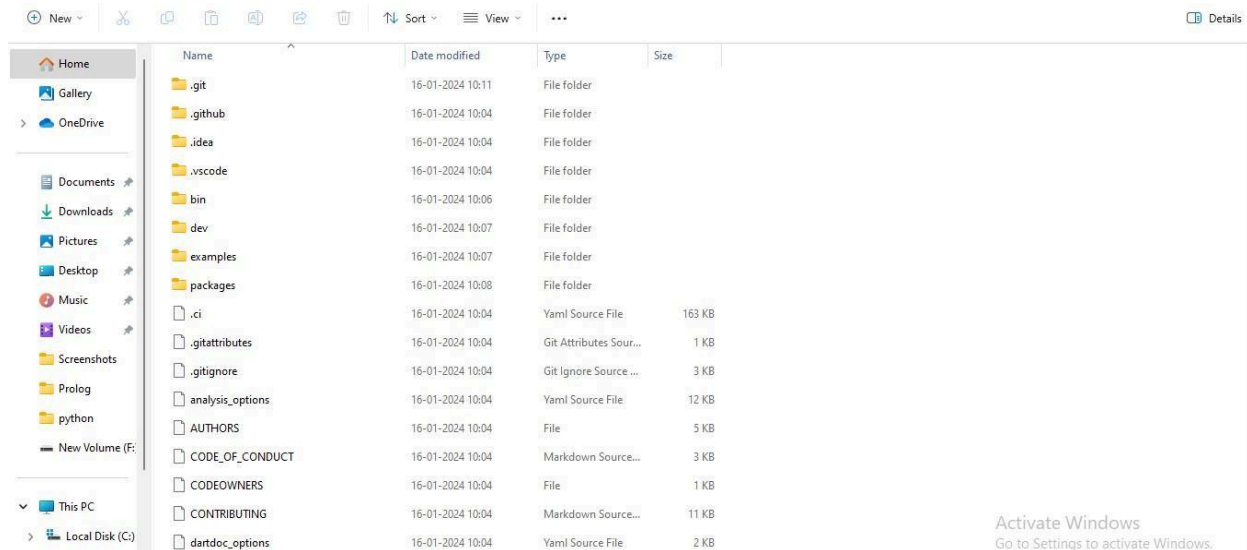 New Sort View ... Details
Name Date modified Type Size
Home
Gallery
OneDrive
Documents
Downloads
Pictures
Desktop
Music
Videos
Screenshots
Prolog
python
New Volume (F:
This PC
Local Disk (C:)
.git 16-01-2024 10:11 File folder
.github 16-01-2024 10:04 File folder
.idea 16-01-2024 10:04 File folder
.vscode 16-01-2024 10:04 File folder
bin 16-01-2024 10:06 File folder
dev 16-01-2024 10:07 File folder
examples 16-01-2024 10:07 File folder
packages 16-01-2024 10:08 File folder
.ci 16-01-2024 10:04 Yaml Source File 163 KB
.gitattributes 16-01-2024 10:04 Git Attributes Sour... 1 KB
.gitignore 16-01-2024 10:04 Git Ignore Source ... 3 KB
analysis_options 16-01-2024 10:04 Yaml Source File 12 KB
AUTHORS 16-01-2024 10:04 File 5 KB
CODE_OF_CONDUCT 16-01-2024 10:04 Markdown Source... 3 KB
CODEOWNERS 16-01-2024 10:04 File 1 KB
CONTRIBUTING 16-01-2024 10:04 Markdown Source... 11 KB
dartdoc_options 16-01-2024 10:04 Yaml Source File 2 KB
Activate Windows
Go to Settings to activate Windows.